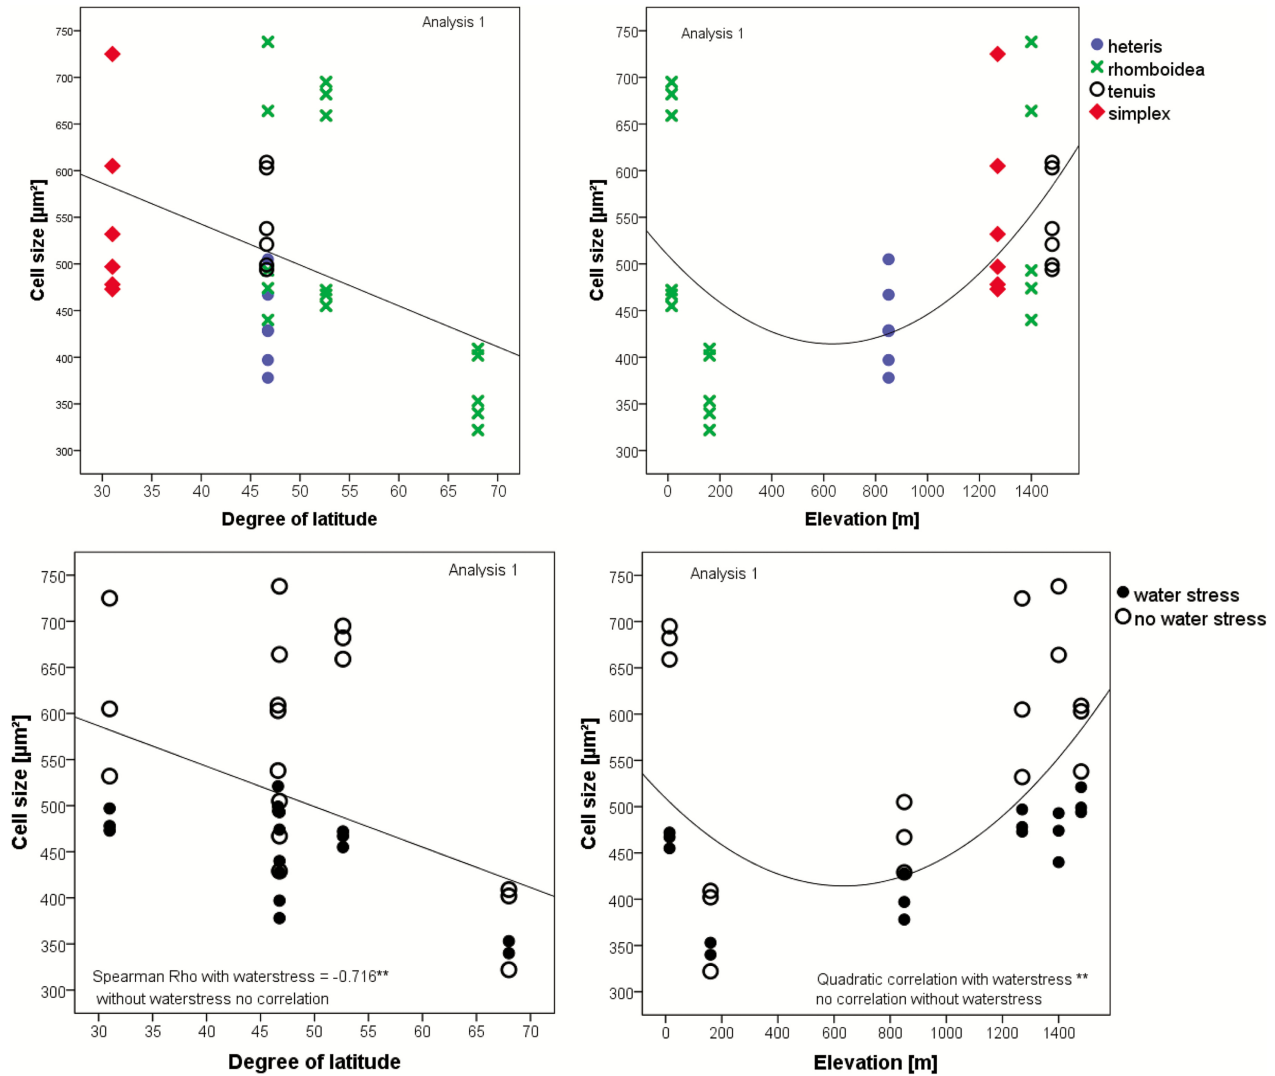 Analysis 1
750
700
650
600
550
500
450
400
350
300
Cell size [µm²]
30 35 40 45 50 55 60 65 70
Degree of latitude
Analysis 1
750
700
650
600
550
500
450
400
350
300
Cell size [µm²]
0 200 400 600 800 1000 1200 1400
Elevation [m]
heteris
rhomboidea
tenuis
simplex
Analysis 1
750
700
650
600
550
500
450
400
350
300
Cell size [µm²]
Spearman Rho with waterstress = -0.716**
without waterstress no correlation
30 35 40 45 50 55 60 65 70
Degree of latitude
Analysis 1
750
700
650
600
550
500
450
400
350
300
Cell size [µm²]
Quadratic correlation with waterstress **
no correlation without waterstress
0 200 400 600 800 1000 1200 1400
Elevation [m]
water stress
no water stress